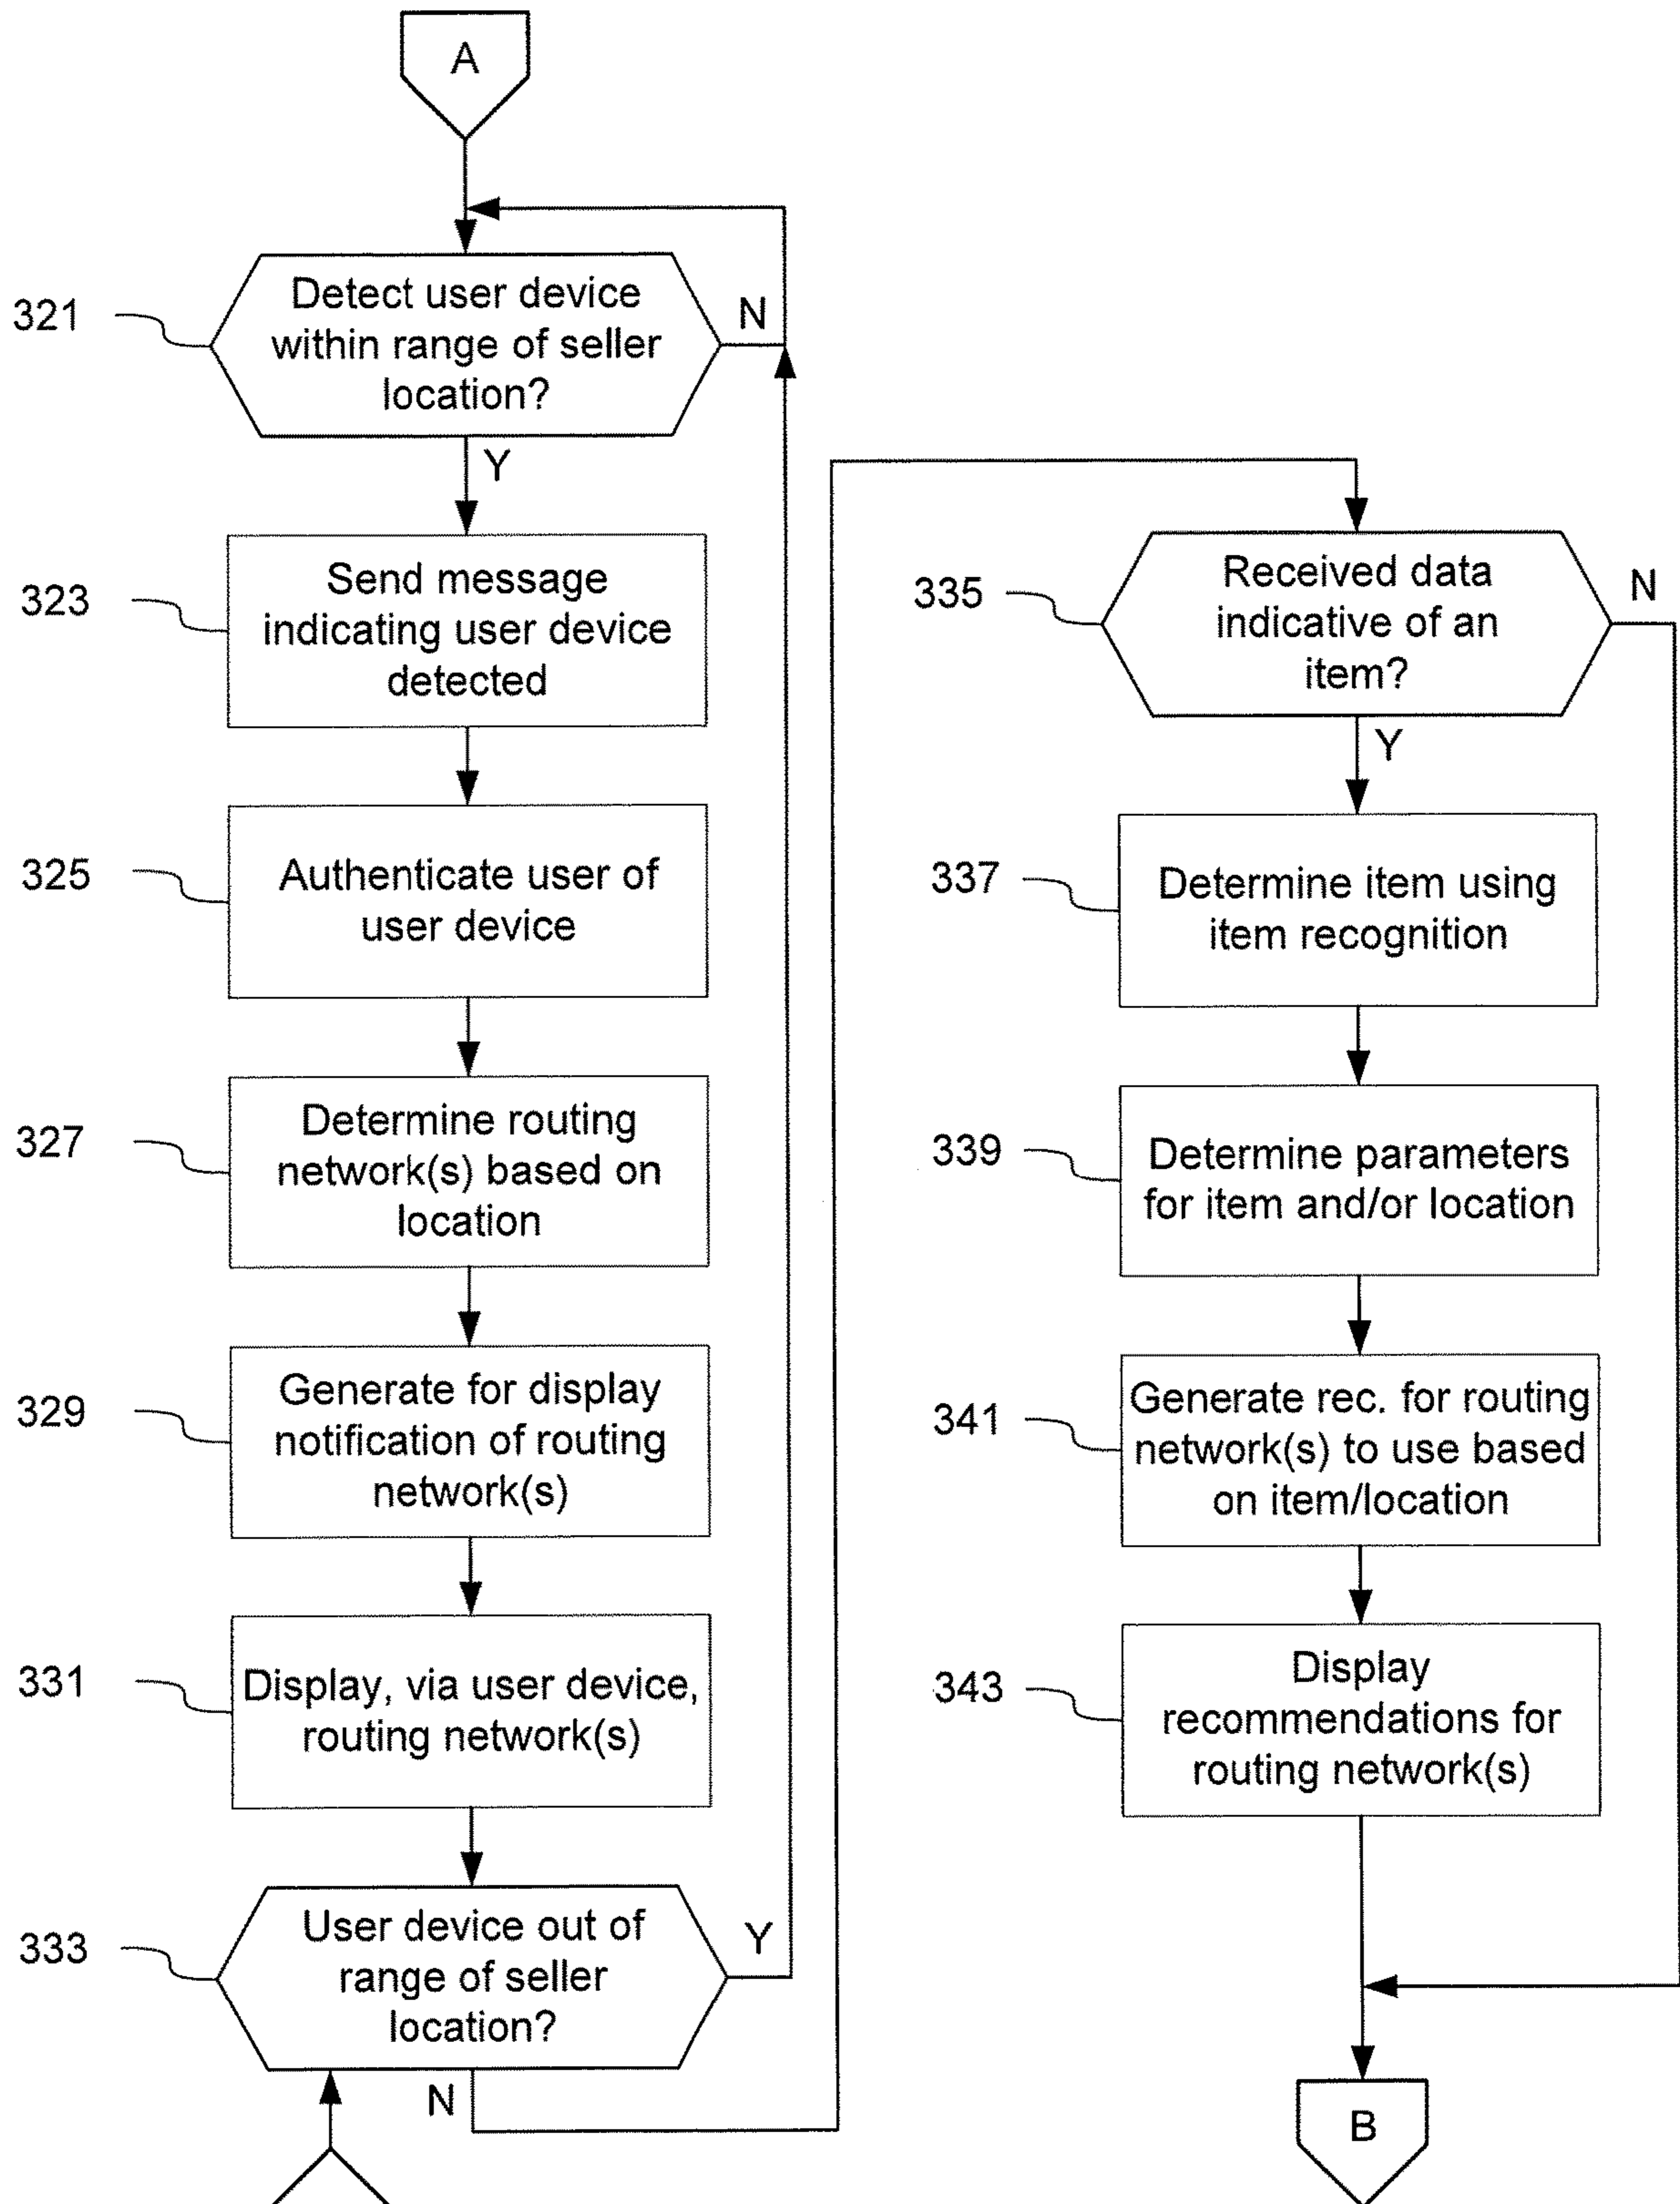 A
321
Detect user device
within range of seller
location?
N
Y
323
Send message
indicating user device
detected
325
Authenticate user of
user device
327
Determine routing
network(s) based on
location
329
Generate for display
notification of routing
network(s)
331
Display, via user device,
routing network(s)
333
User device out of
range of seller
location?
Y
N
335
Received data
indicative of an
item?
N
Y
337
Determine item using
item recognition
339
Determine parameters
for item and/or location
341
Generate rec. for routing
network(s) to use based
on item/location
343
Display
recommendations for
routing network(s)
B